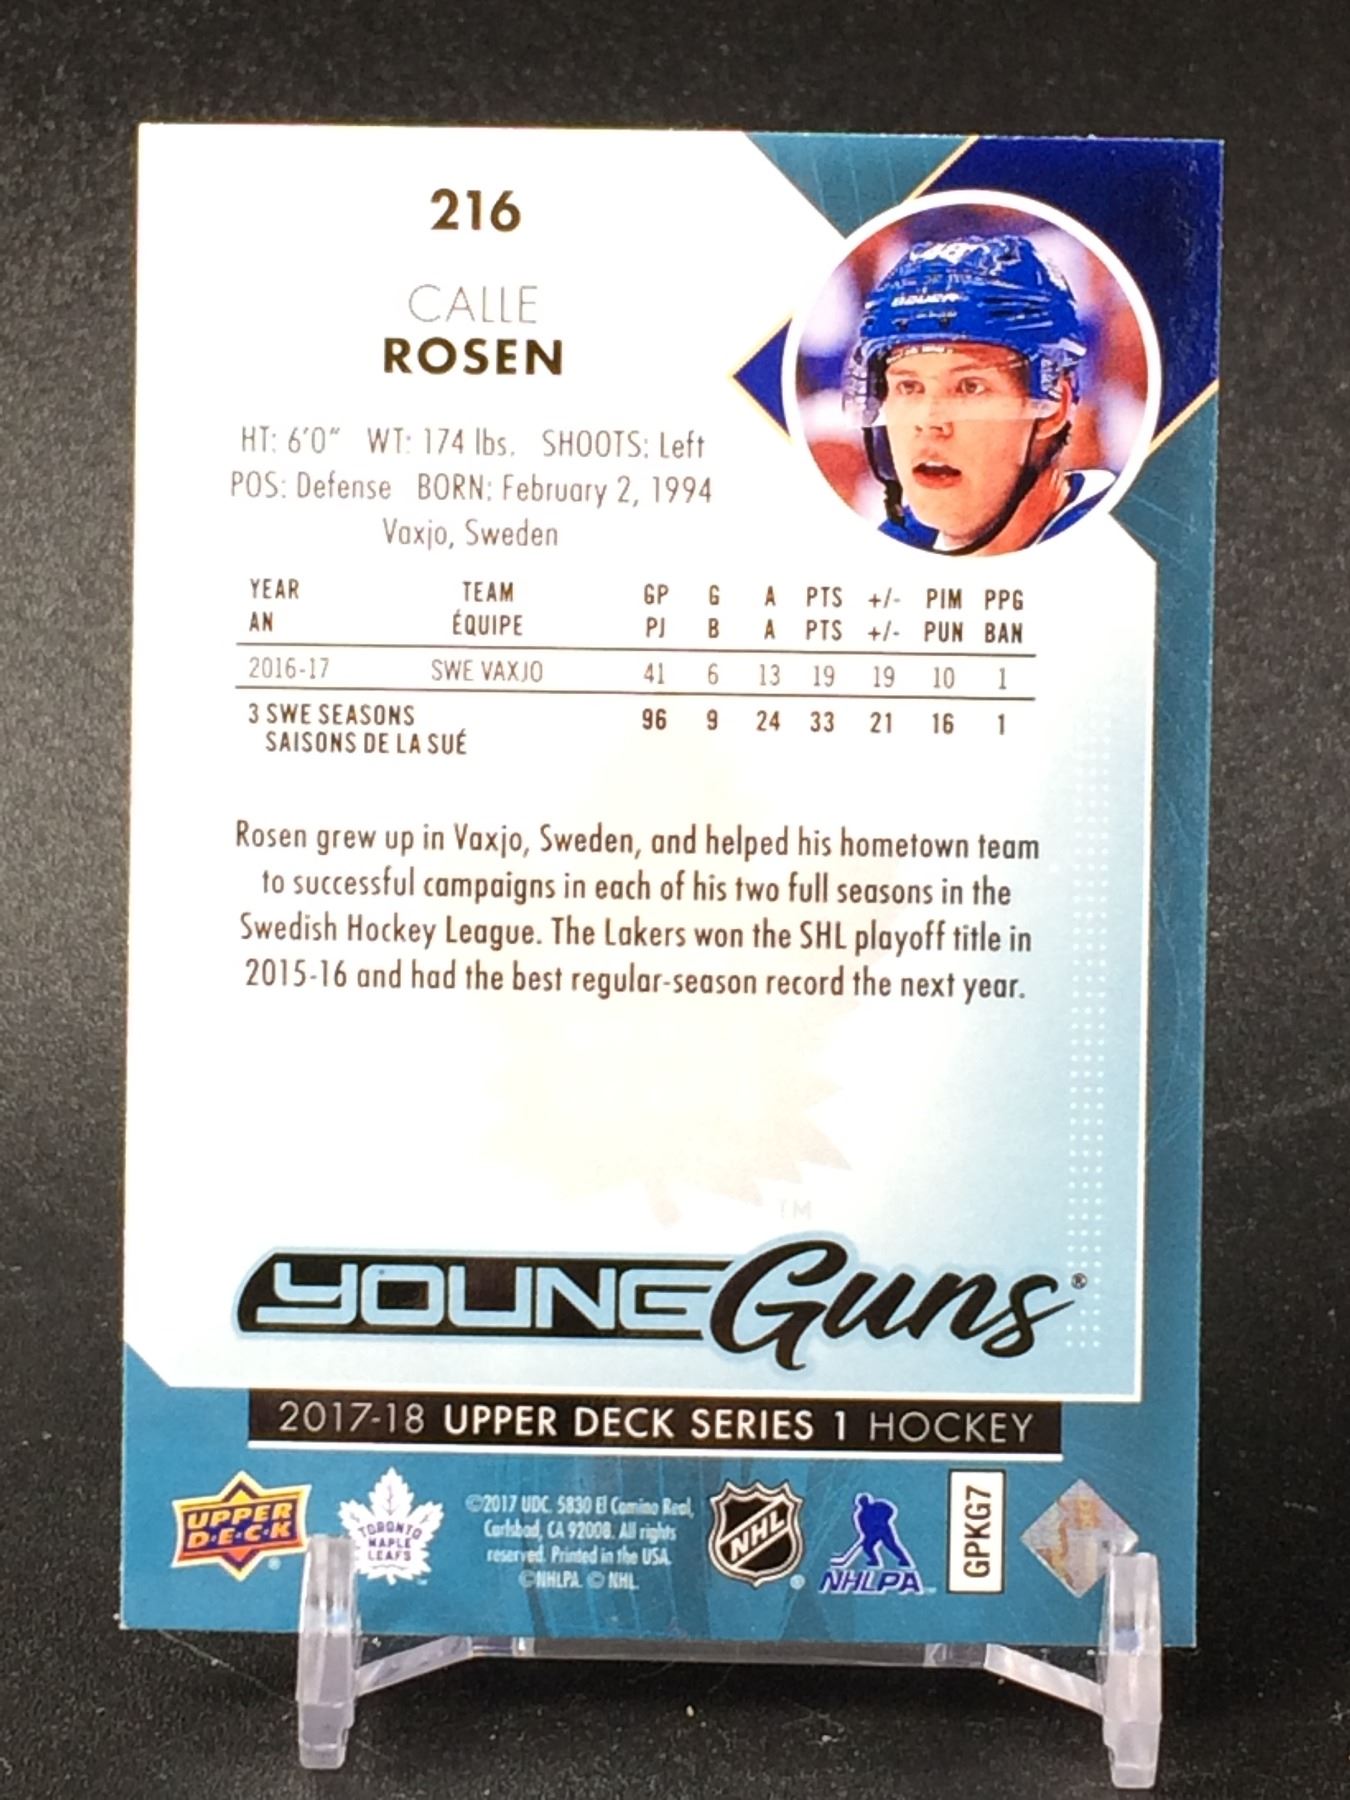 216
CALLE
ROSEN
BAUER
HT: 6'0" WT: 174 lbs. SHOOTS: Left
POS: Defense BORN: February 2, 1994
Vaxjo, Sweden
YEAR TEAM GP G A PTS +/- PIM PPG
AN ÉQUIPE PJ B A PTS +/- PUN BAN
2016-17 SWE VAXJO 41 6 13 19 19 10 1
3 SWE SEASONS 96 9 24 33 21 16 1
SAISONS DE LA SUÉ
Rosen grew up in Vaxjo, Sweden, and helped his hometown team
to successful campaigns in each of his two full seasons in the
Swedish Hockey League. The Lakers won the SHL playoff title in
2015-16 and had the best regular-season record the next year.
TM
YOUNG Guns®
2017-18 UPPER DECK SERIES 1 HOCKEY
UPPER
D•E•C•K
®
TORONTO
MAPLE
LEAFS
©2017 UDC. 5830 El Camino Real,
Carlsbad, CA 92008. All rights
reserved. Printed in the USA.
©NHLPA. © NHL.
NHL
®
NHLPA
GPKG7